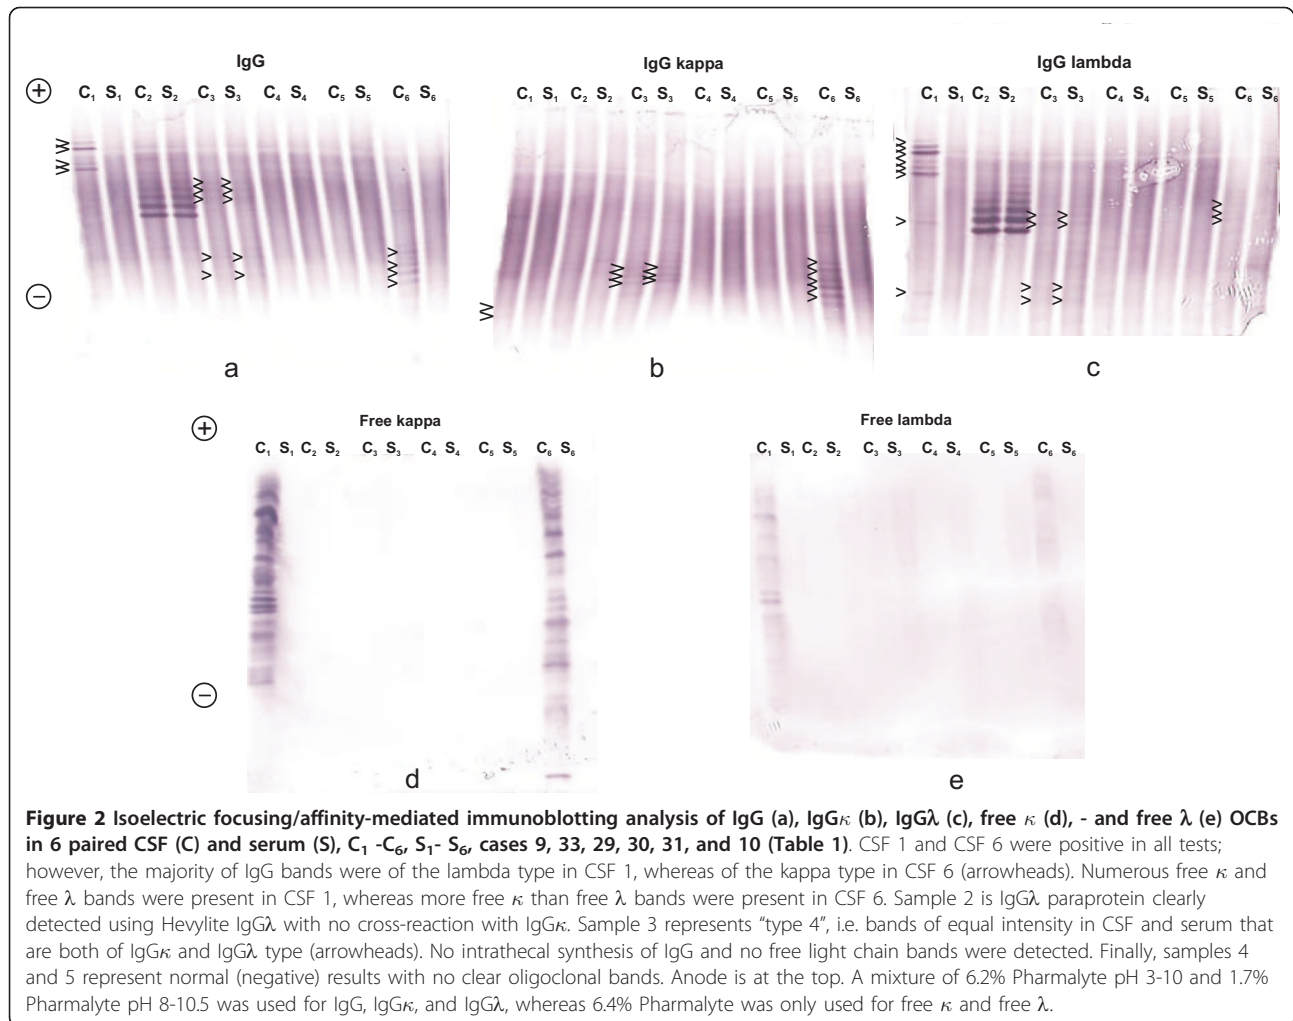 IgG
IgG kappa
IgG lambda
+
C1 S1 C2 S2 C3 S3 C4 S4 C5 S5 C6 S6
C1 S1 C2 S2 C3 S3 C4 S4 C5 S5 C6 S6
C1 S1 C2 S2 C3 S3 C4 S4 C5 S5 C6 S6
−
a
b
c
Free kappa
Free lambda
+
C1 S1 C2 S2 C3 S3 C4 S4 C5 S5 C6 S6
C1 S1 C2 S2 C3 S3 C4 S4 C5 S5 C6 S6
−
d
e
Figure 2 Isoelectric focusing/affinity-mediated immunoblotting analysis of IgG (a), IgGκ (b), IgGλ (c), free κ (d), - and free λ (e) OCBs
in 6 paired CSF (C) and serum (S), C1 -C6, S1- S6, cases 9, 33, 29, 30, 31, and 10 (Table 1). CSF 1 and CSF 6 were positive in all tests;
however, the majority of IgG bands were of the lambda type in CSF 1, whereas of the kappa type in CSF 6 (arrowheads). Numerous free κ and
free λ bands were present in CSF 1, whereas more free κ than free λ bands were present in CSF 6. Sample 2 is IgGλ paraprotein clearly
detected using Hevylite IgGλ with no cross-reaction with IgGκ. Sample 3 represents “type 4”, i.e. bands of equal intensity in CSF and serum that
are both of IgGκ and IgGλ type (arrowheads). No intrathecal synthesis of IgG and no free light chain bands were detected. Finally, samples 4
and 5 represent normal (negative) results with no clear oligoclonal bands. Anode is at the top. A mixture of 6.2% Pharmalyte pH 3-10 and 1.7%
Pharmalyte pH 8-10.5 was used for IgG, IgGκ, and IgGλ, whereas 6.4% Pharmalyte was only used for free κ and free λ.